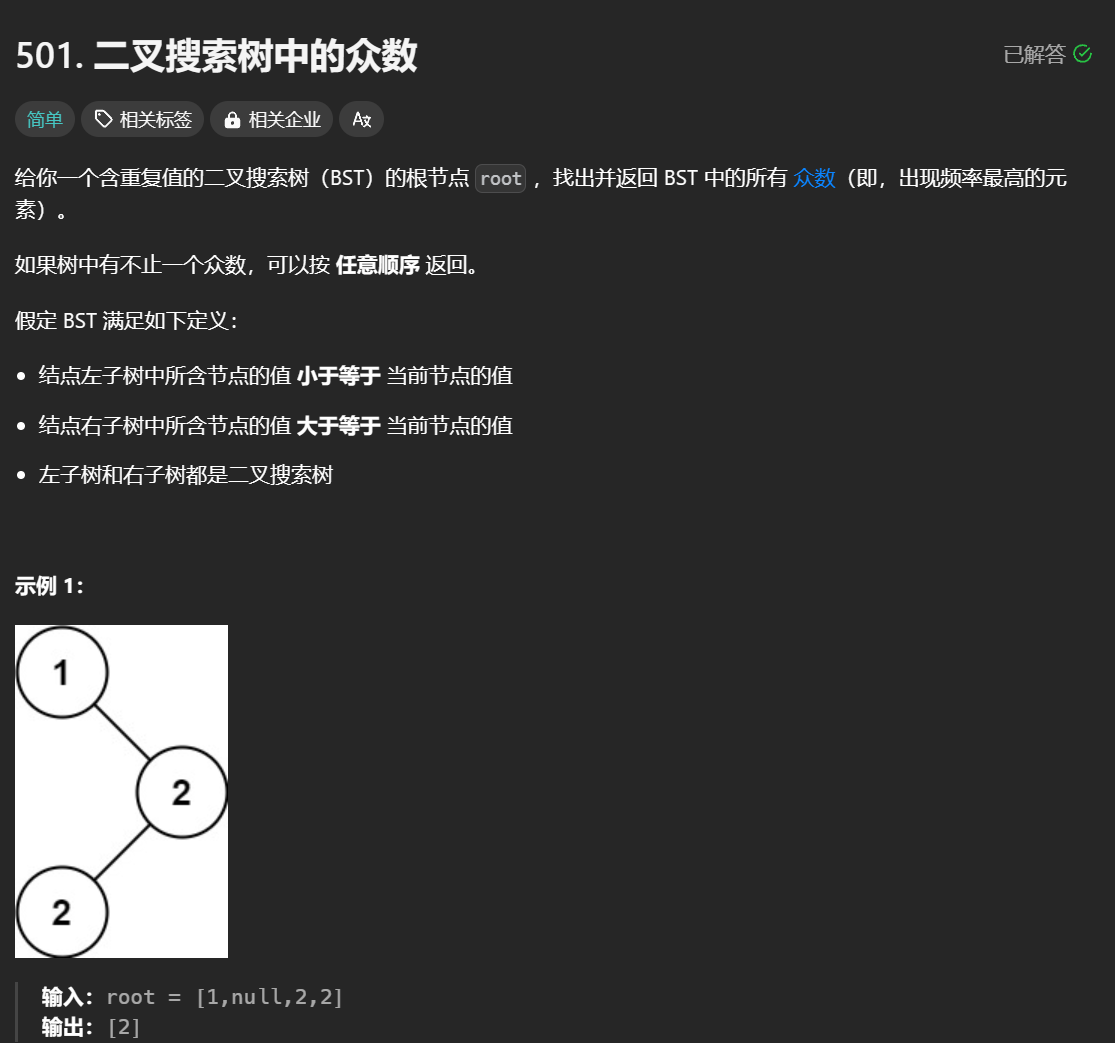 501. 二叉搜索树中的众数
已解答
简单 相关标签 相关企业 Aあ
给你一个含重复值的二叉搜索树（BST）的根节点 root ，找出并返回 BST 中的所有 众数（即，出现频率最高的元
素）。
如果树中有不止一个众数，可以按 任意顺序 返回。
假定 BST 满足如下定义：
• 结点左子树中所含节点的值 小于等于 当前节点的值
• 结点右子树中所含节点的值 大于等于 当前节点的值
• 左子树和右子树都是二叉搜索树
示例 1：
1
2
2
输入：root = [1,null,2,2]
输出：[2]